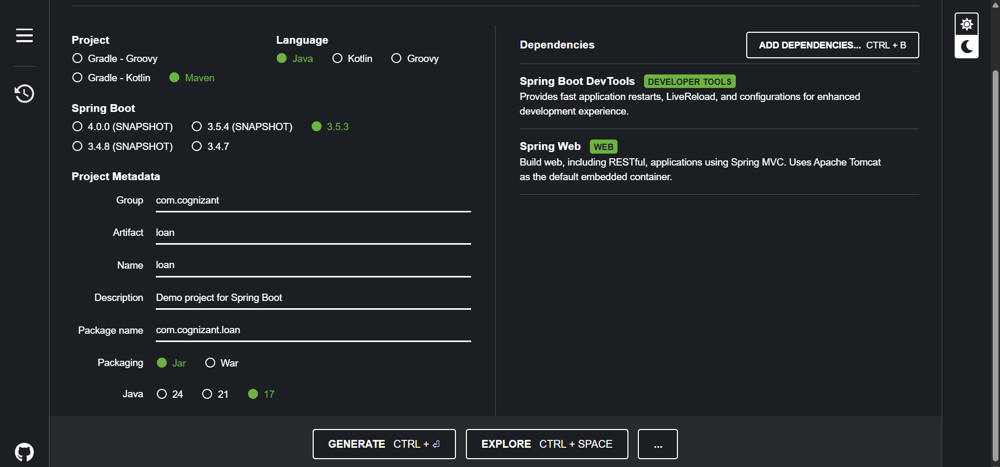 Project
Gradle - Groovy
Gradle - Kotlin Maven
Language
Java Kotlin Groovy
Spring Boot
4.0.0 (SNAPSHOT) 3.5.4 (SNAPSHOT) 3.5.3
3.4.8 (SNAPSHOT) 3.4.7
Project Metadata
Group com.cognizant
Artifact loan
Name loan
Description Demo project for Spring Boot
Package name com.cognizant.loan
Packaging Jar War
Java 24 21 17
Dependencies
ADD DEPENDENCIES... CTRL + B
Spring Boot DevTools DEVELOPER TOOLS
Provides fast application restarts, LiveReload, and configurations for enhanced
development experience.
Spring Web WEB
Build web, including RESTful, applications using Spring MVC. Uses Apache Tomcat
as the default embedded container.
GENERATE CTRL + ⏎
EXPLORE CTRL + SPACE
...